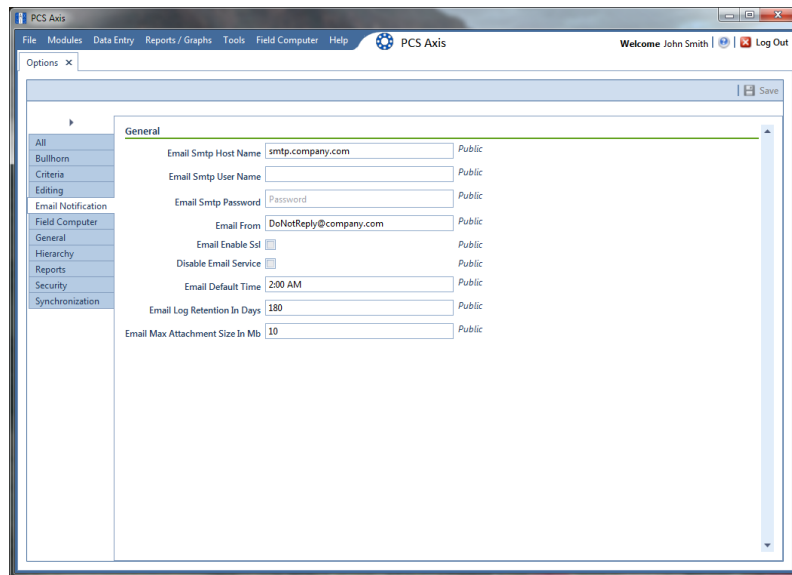 PCS Axis
File Modules Data Entry Reports / Graphs Tools Field Computer Help PCS Axis Welcome John Smith Log Out
Options
Save
All
Bullhorn
Criteria
Editing
Email Notification
Field Computer
General
Hierarchy
Reports
Security
Synchronization
General
Email Smtp Host Name smtp.company.com Public
Email Smtp User Name Public
Email Smtp Password Password Public
Email From DoNotReply@company.com Public
Email Enable Ssl Public
Disable Email Service Public
Email Default Time 2:00 AM Public
Email Log Retention In Days 180 Public
Email Max Attachment Size In Mb 10 Public